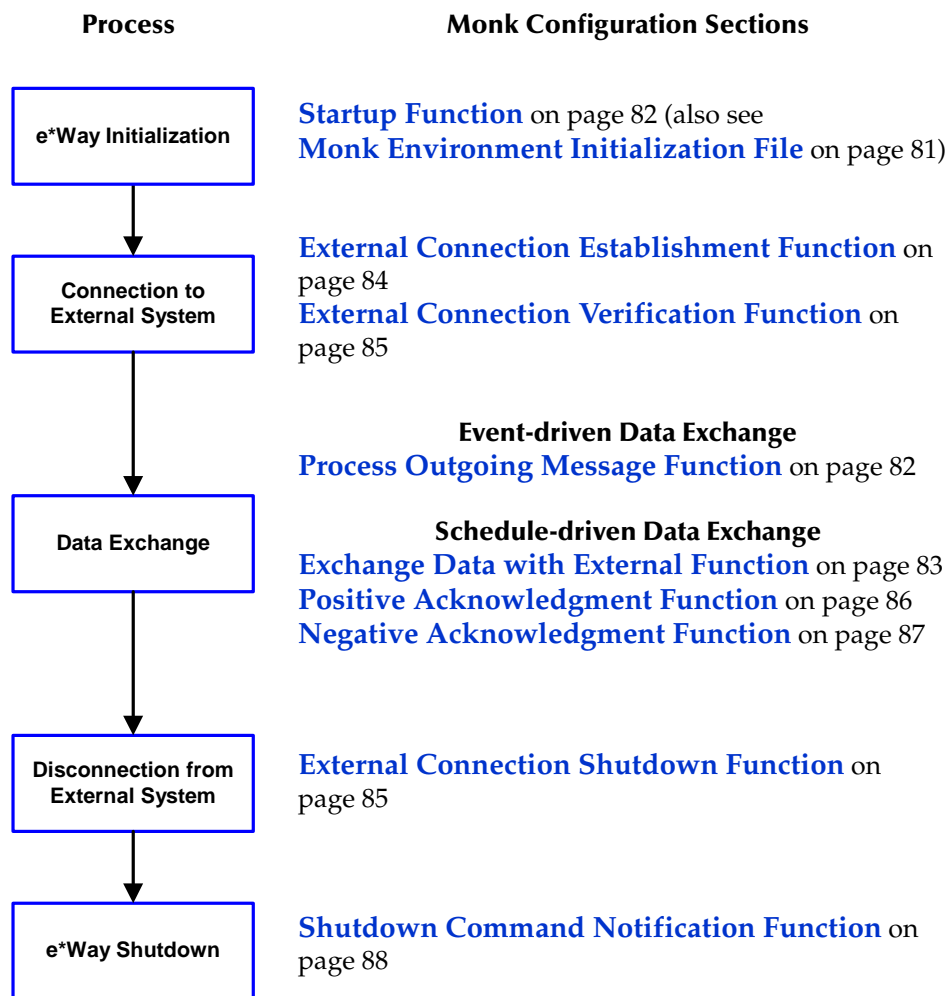 Process
Monk Configuration Sections
e*Way Initialization
Startup Function on page 82 (also see
Monk Environment Initialization File on page 81)
Connection to
External System
External Connection Establishment Function on
page 84
External Connection Verification Function on
page 85
Event-driven Data Exchange
Process Outgoing Message Function on page 82
Data Exchange
Schedule-driven Data Exchange
Exchange Data with External Function on page 83
Positive Acknowledgment Function on page 86
Negative Acknowledgment Function on page 87
Disconnection from
External System
External Connection Shutdown Function on
page 85
e*Way Shutdown
Shutdown Command Notification Function on
page 88